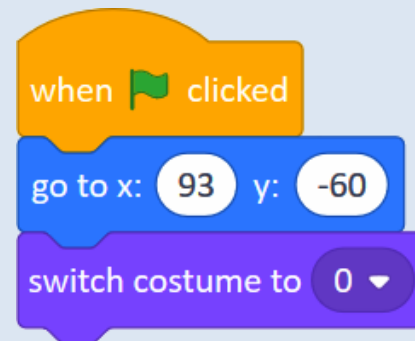 when clicked
go to x: 93 y: -60
switch costume to 0